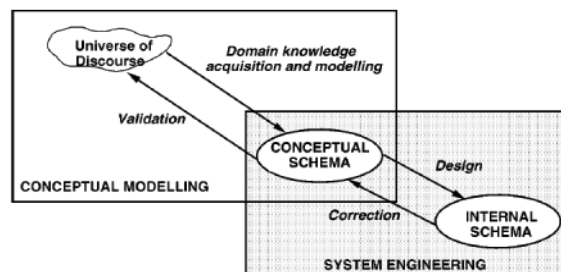 Universe of
Discourse
Domain knowledge
acquisition and modelling
Validation
CONCEPTUAL
SCHEMA
Design
CONCEPTUAL MODELLING
Correction
INTERNAL
SCHEMA
SYSTEM ENGINEERING